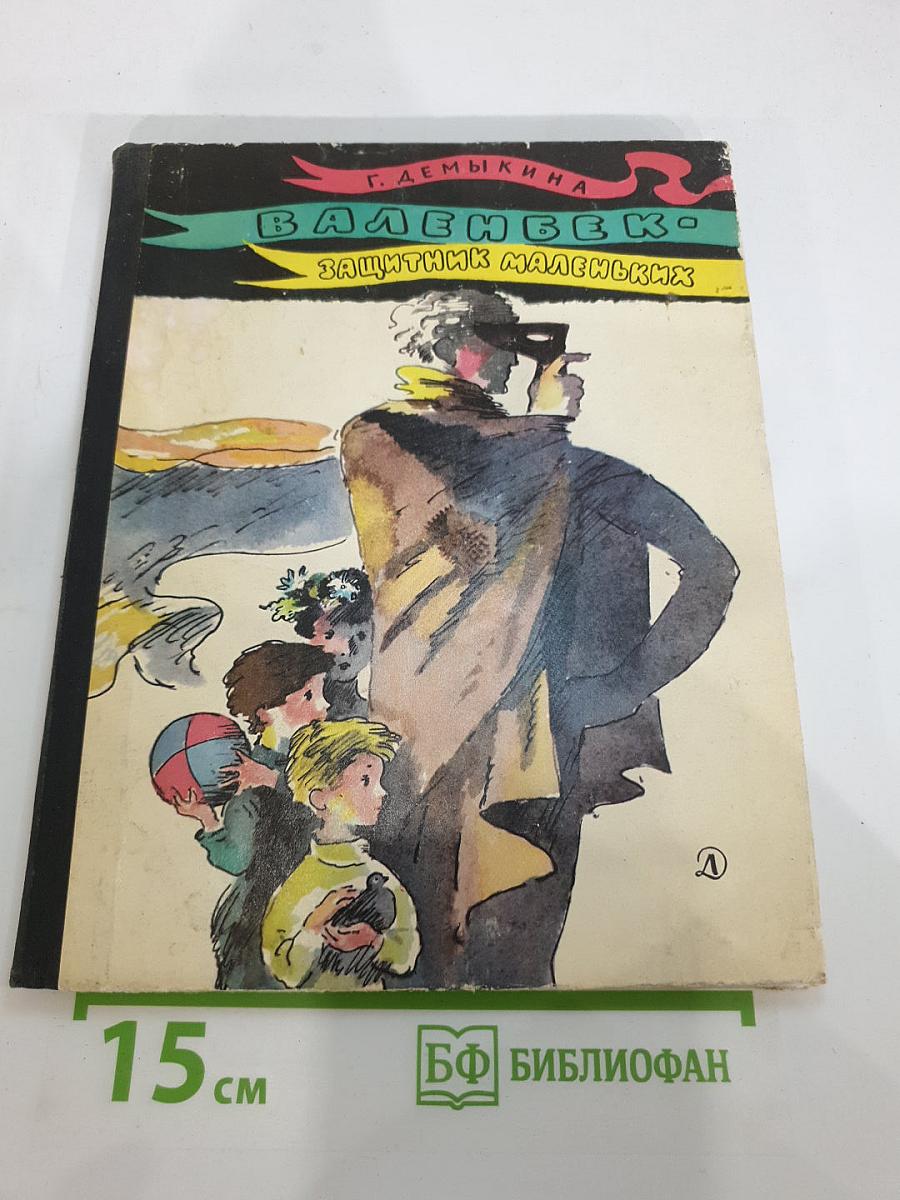 Г. ДЕМЫКИНА
ВАЛЕНБЕК-
ЗАЩИТНИК МАЛЕНЬКИХ
Д
15 см
БФ БИБЛИОФАН